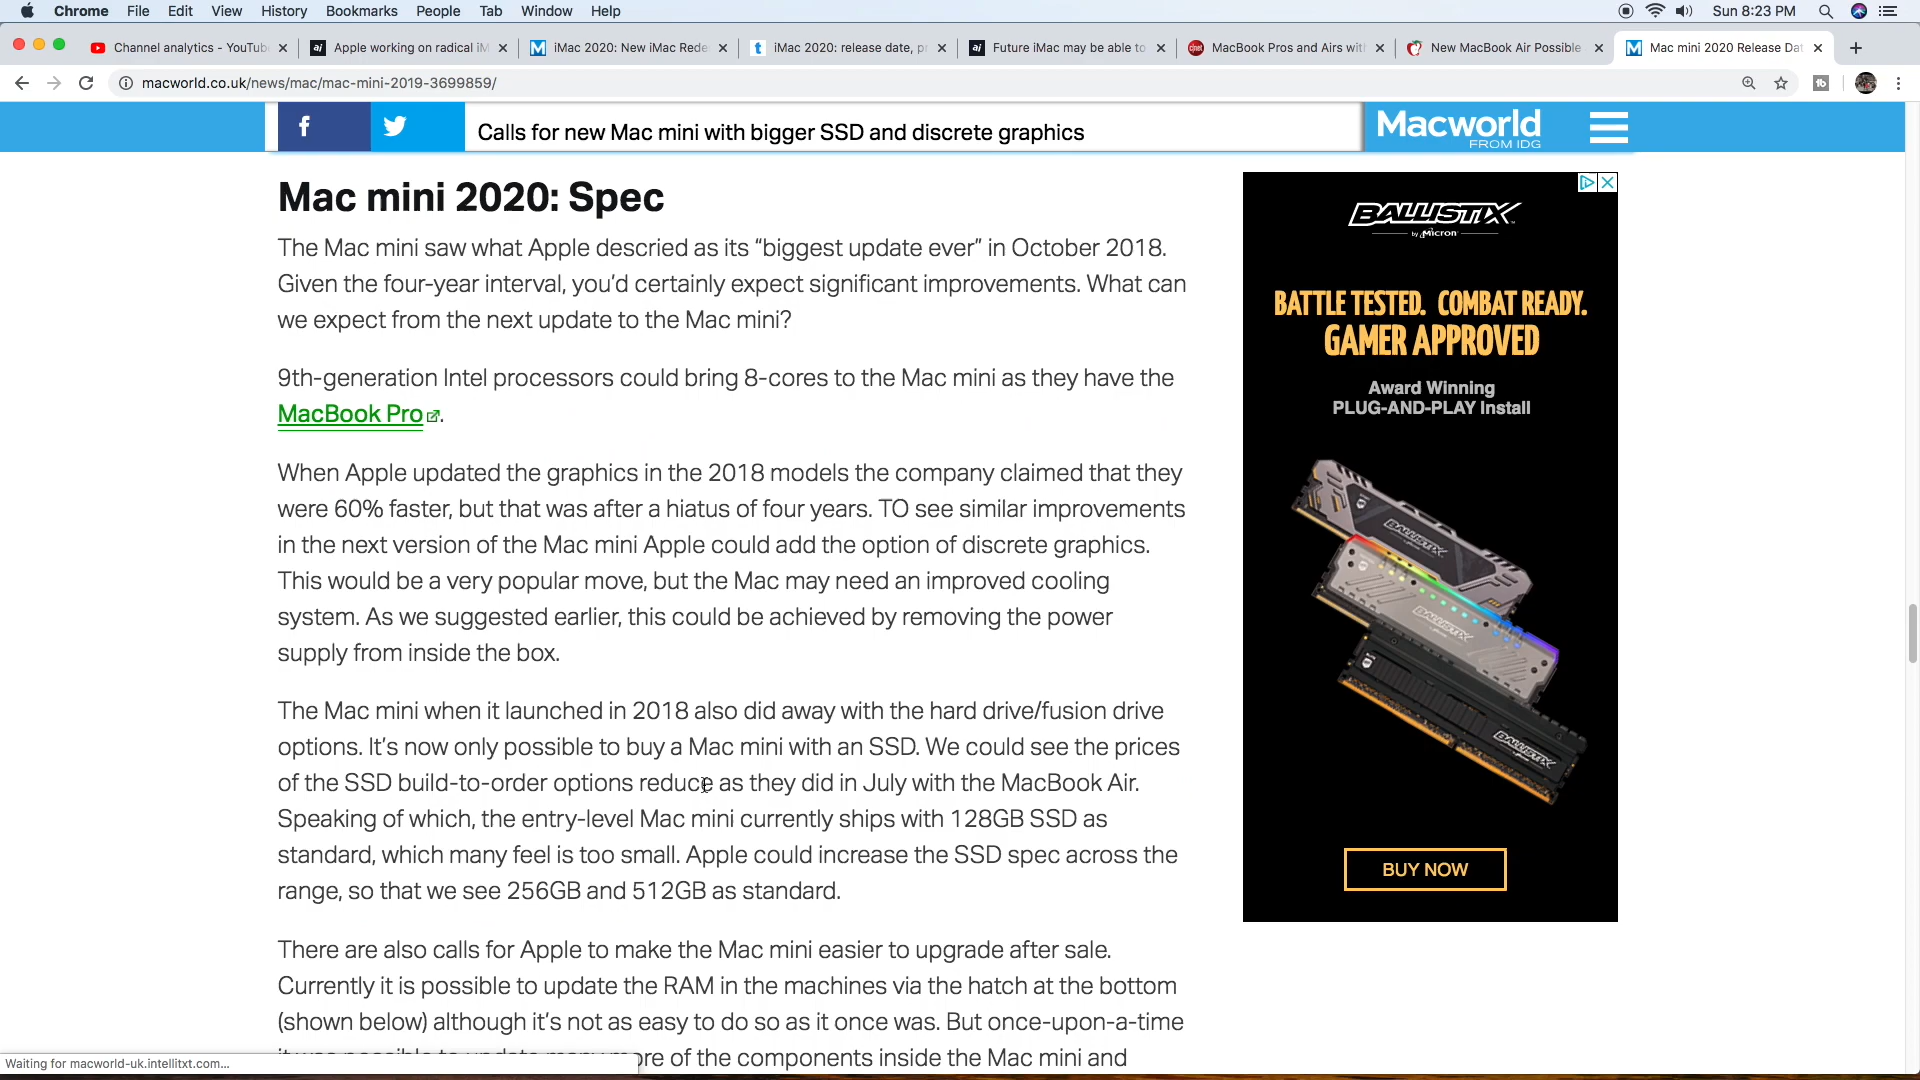 Chrome File Edit View History Bookmarks People Tab Window Help
Sun 8:23 PM
Channel analytics - YouTub
Apple working on radical iM
iMac 2020: New iMac Rede
iMac 2020: release date, p
Future iMac may be able to
MacBook Pros and Airs with
New MacBook Air Possible
Mac mini 2020 Release Dat
macworld.co.uk/news/mac/mac-mini-2019-3699859/
Calls for new Mac mini with bigger SSD and discrete graphics
Macworld
FROM IDG
Mac mini 2020: Spec
The Mac mini saw what Apple descried as its “biggest update ever” in October 2018.
Given the four-year interval, you’d certainly expect significant improvements. What can
we expect from the next update to the Mac mini?
9th-generation Intel processors could bring 8-cores to the Mac mini as they have the
MacBook Pro.
When Apple updated the graphics in the 2018 models the company claimed that they
were 60% faster, but that was after a hiatus of four years. TO see similar improvements
in the next version of the Mac mini Apple could add the option of discrete graphics.
This would be a very popular move, but the Mac may need an improved cooling
system. As we suggested earlier, this could be achieved by removing the power
supply from inside the box.
The Mac mini when it launched in 2018 also did away with the hard drive/fusion drive
options. It’s now only possible to buy a Mac mini with an SSD. We could see the prices
of the SSD build-to-order options reduce as they did in July with the MacBook Air.
Speaking of which, the entry-level Mac mini currently ships with 128GB SSD as
standard, which many feel is too small. Apple could increase the SSD spec across the
range, so that we see 256GB and 512GB as standard.
There are also calls for Apple to make the Mac mini easier to upgrade after sale.
Currently it is possible to update the RAM in the machines via the hatch at the bottom
(shown below) although it’s not as easy to do so as it once was. But once-upon-a-time
of the components inside the Mac mini and
Waiting for macworld-uk.intellitxt.com...
BALLISTIX
by Micron
BATTLE TESTED. COMBAT READY.
GAMER APPROVED
Award Winning
PLUG-AND-PLAY Install
BALLISTIX
BALLISTIX
BALLISTIX
BUY NOW